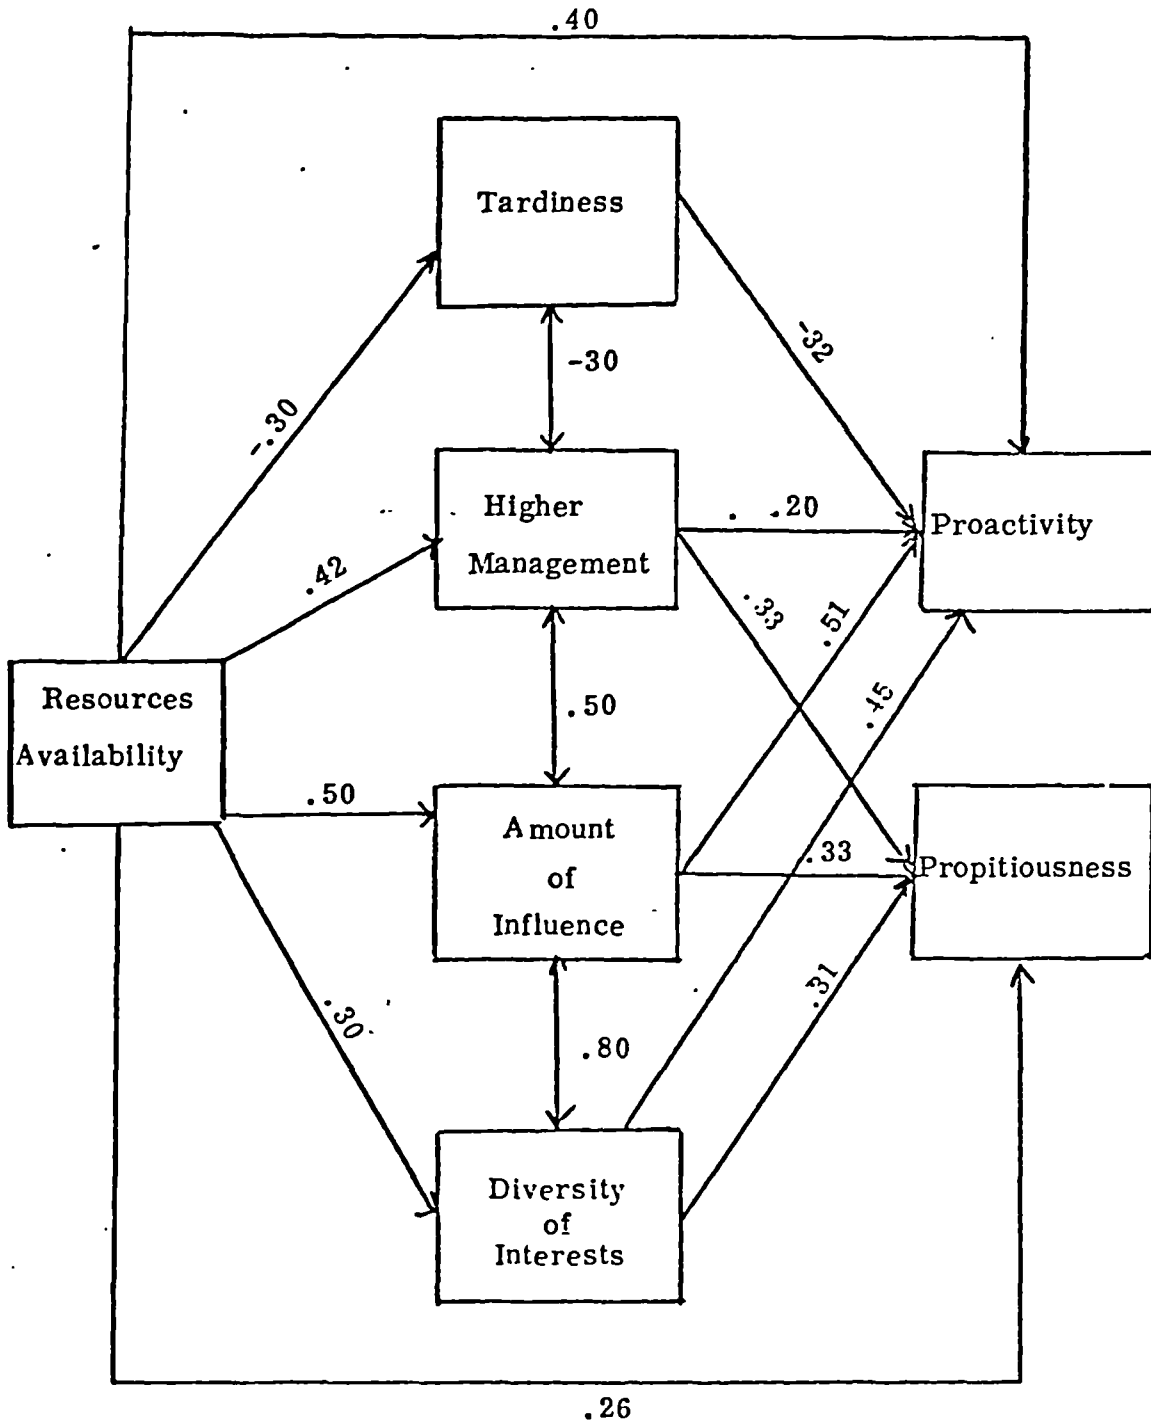 .40
Tardiness
-32
-30
-.30
Higher
Management
.20
Proactivity
.42
.33
.51
Resources
Availability
.50
.45
.50
Amount
of
Influence
.33
Propitiousness
.30
.31
.80
Diversity
of
Interests
.26